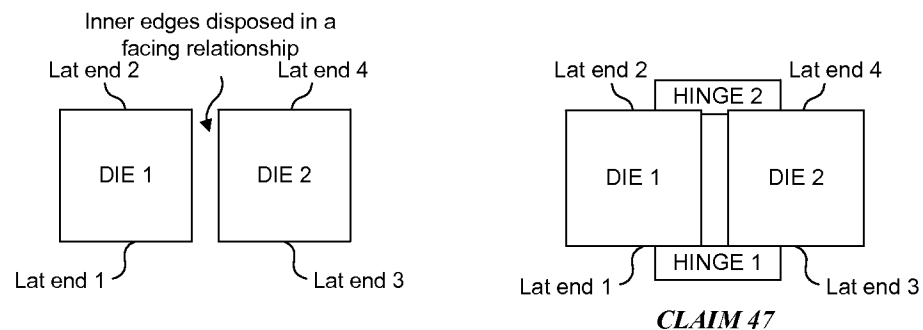 Inner edges disposed in a
facing relationship
Lat end 2
Lat end 4
DIE 1
DIE 2
Lat end 1
Lat end 3
Lat end 2
Lat end 4
HINGE 2
DIE 1
DIE 2
Lat end 1
HINGE 1
Lat end 3
CLAIM 47